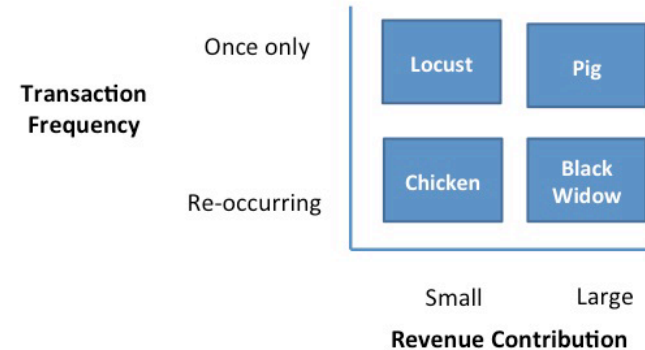 Once only
Locust
Pig
Transaction
Frequency
Chicken
Black
Widow
Re-occurring
Small
Large
Revenue Contribution